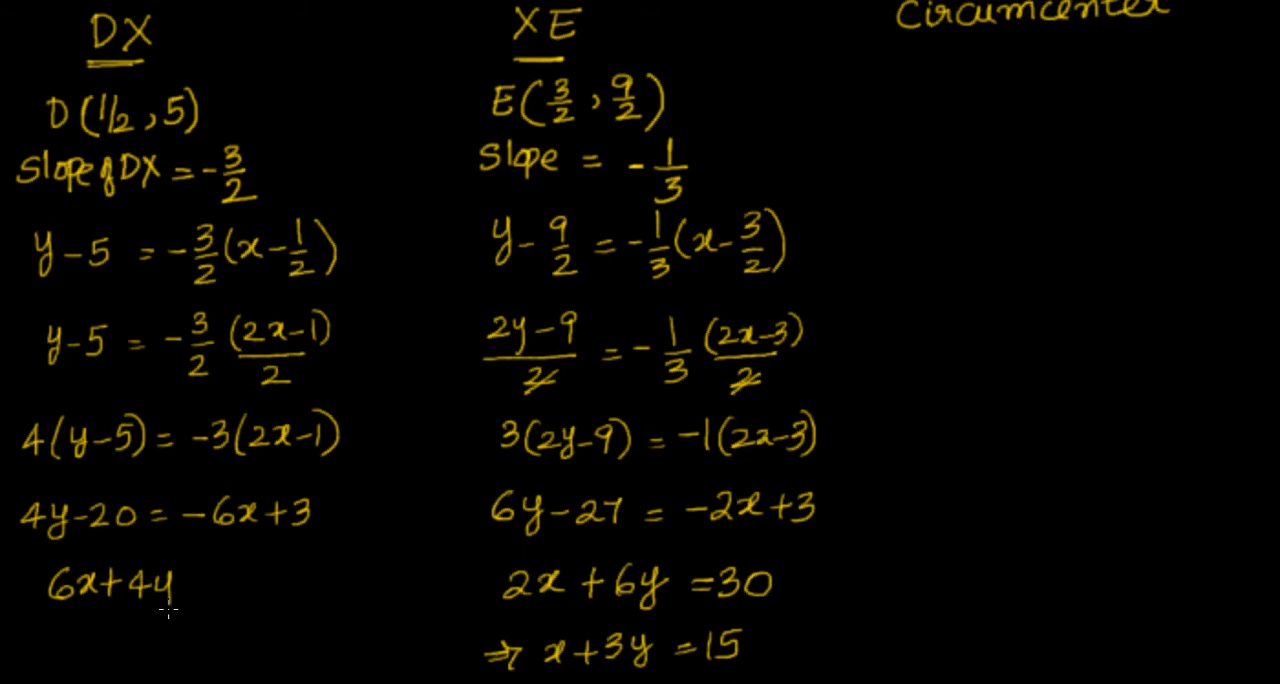 DX
D(1/2, 5)
Slope of DX = -3/2
y-5 = -3/2(x-1/2)
y-5 = -3/2 (2x-1)/2
4(y-5) = -3(2x-1)
4y-20 = -6x+3
6x+4y
XE
E(3/2, 9/2)
Slope = -1/3
y-9/2 = -1/3(x-3/2)
(2y-9)/2 = -1/3 (2x-3)/2
3(2y-9) = -1(2x-3)
6y-27 = -2x+3
2x+6y = 30
⇒ x+3y = 15
Circumcenter